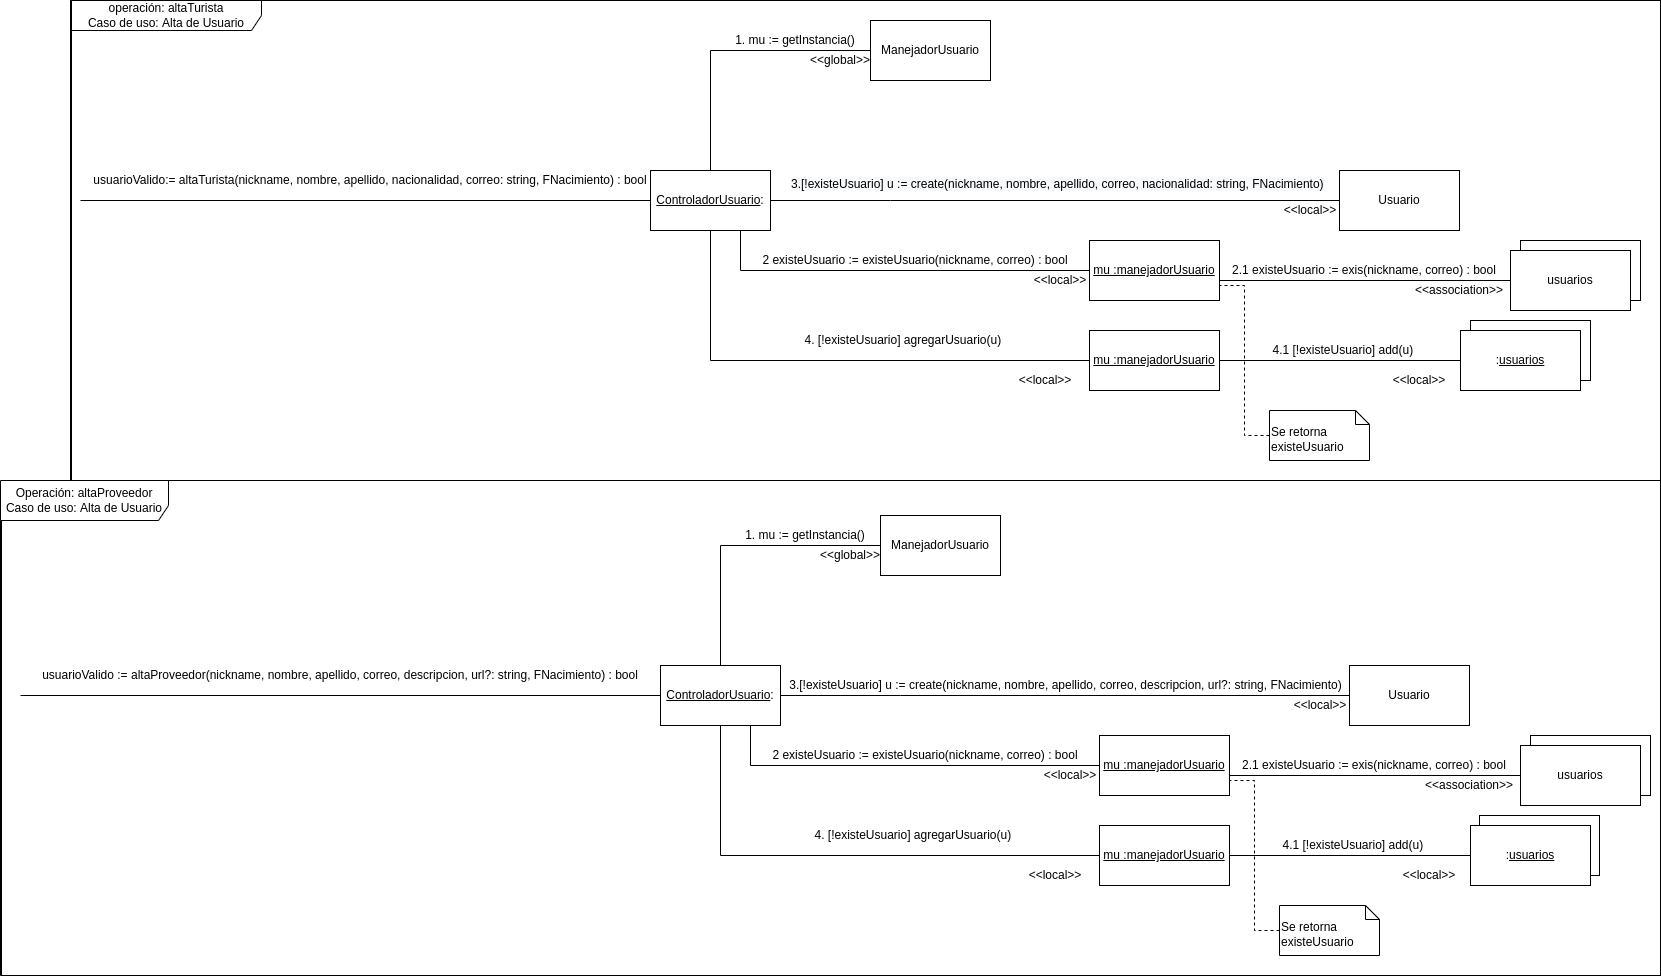 operación: altaTurista
Caso de uso: Alta de Usuario
1. mu := getInstancia()
<<global>>
ManejadorUsuario
usuarioValido:= altaTurista(nickname, nombre, apellido, nacionalidad, correo: string, FNacimiento) : bool
ControladorUsuario:
3.[!existeUsuario] u := create(nickname, nombre, apellido, correo, nacionalidad: string, FNacimiento)
<<local>>
Usuario
2 existeUsuario := existeUsuario(nickname, correo) : bool
<<local>>
mu :manejadorUsuario
2.1 existeUsuario := exis(nickname, correo) : bool
<<association>>
usuarios
4. [!existeUsuario] agregarUsuario(u)
<<local>>
mu :manejadorUsuario
4.1 [!existeUsuario] add(u)
<<local>>
:usuarios
Se retorna
existeUsuario
Operación: altaProveedor
Caso de uso: Alta de Usuario
1. mu := getInstancia()
<<global>>
ManejadorUsuario
usuarioValido := altaProveedor(nickname, nombre, apellido, correo, descripcion, url?: string, FNacimiento) : bool
ControladorUsuario:
3.[!existeUsuario] u := create(nickname, nombre, apellido, correo, descripcion, url?: string, FNacimiento)
<<local>>
Usuario
2 existeUsuario := existeUsuario(nickname, correo) : bool
<<local>>
mu :manejadorUsuario
2.1 existeUsuario := exis(nickname, correo) : bool
<<association>>
usuarios
4. [!existeUsuario] agregarUsuario(u)
<<local>>
mu :manejadorUsuario
4.1 [!existeUsuario] add(u)
<<local>>
:usuarios
Se retorna
existeUsuario